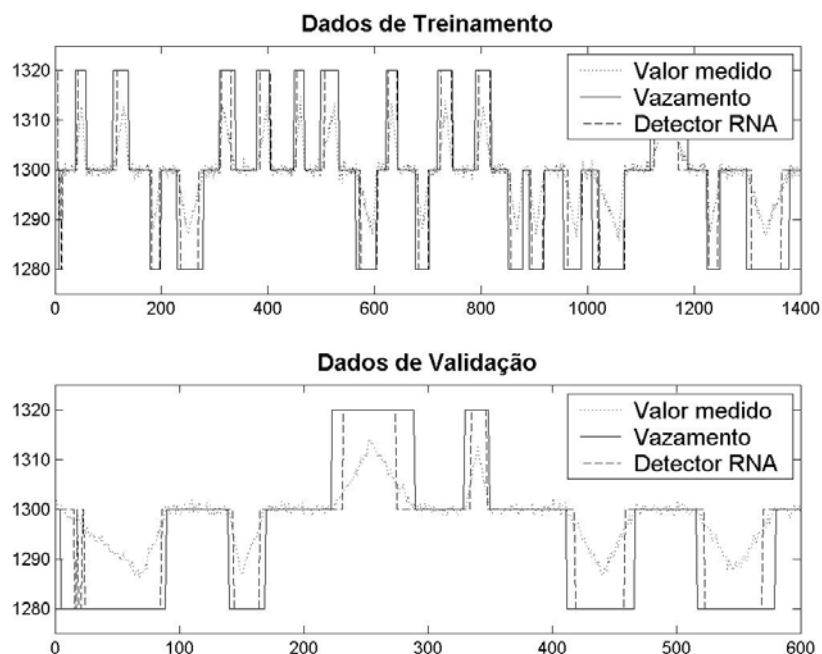 Dados de Treinamento
1320
1310
1300
1290
1280
Valor medido
Vazamento
Detector RNA
0 200 400 600 800 1000 1200 1400
Dados de Validação
1320
1310
1300
1290
1280
Valor medido
Vazamento
Detector RNA
0 100 200 300 400 500 600